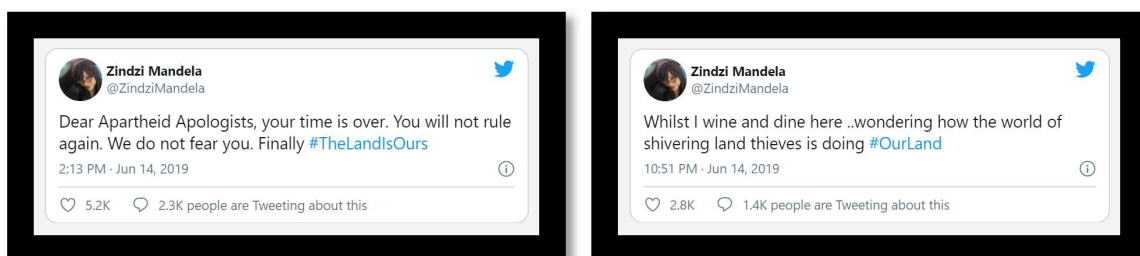 Zindzi Mandela
@ZindziMandela
Dear Apartheid Apologists, your time is over. You will not rule
again. We do not fear you. Finally #TheLandIsOurs
2:13 PM · Jun 14, 2019
5.2K 2.3K people are Tweeting about this
Zindzi Mandela
@ZindziMandela
Whilst I wine and dine here ..wondering how the world of
shivering land thieves is doing #OurLand
10:51 PM · Jun 14, 2019
2.8K 1.4K people are Tweeting about this